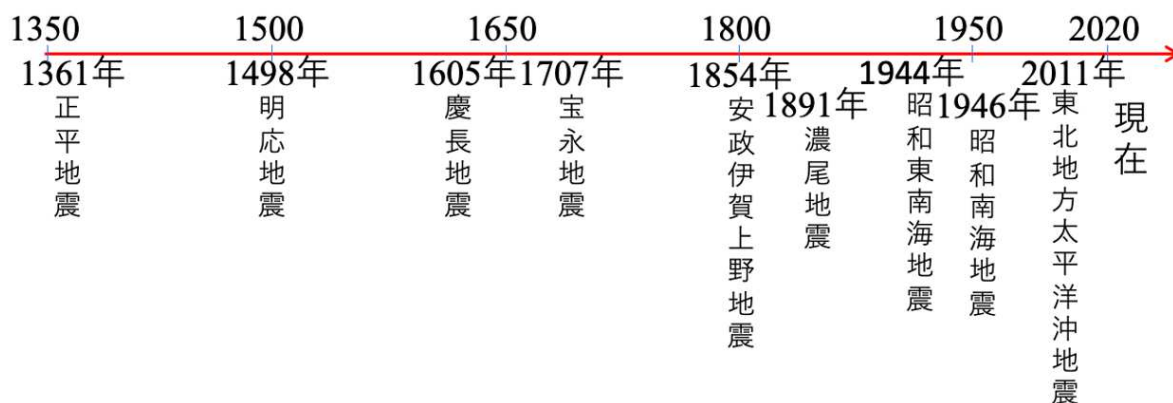 1350 1500 1650 1800 1950 2020
1361年 1498年 1605年 1707年 1854年 1891年 1944年 1946年 2011年
正平地震
明応地震
慶長地震
宝永地震
安政伊賀上野地震
濃尾地震
昭和東南海地震
昭和南海地震
東北地方太平洋沖地震
現在